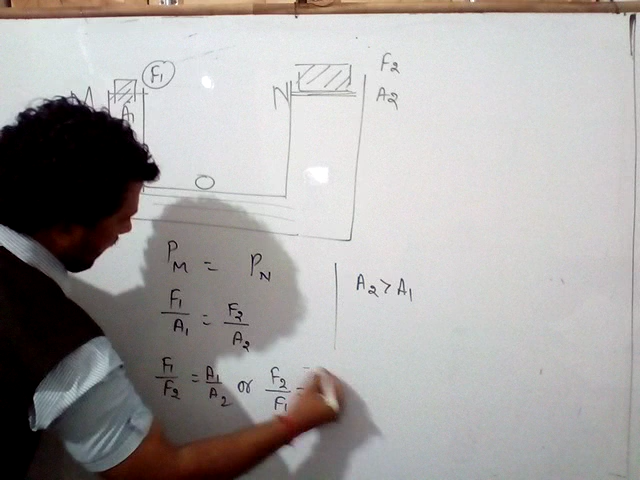 F₁
F₂
M
N
A₂
A₁
P_M = P_N
A₂ > A₁
F₁/A₁ = F₂/A₂
F₁/F₂ = A₁/A₂ or F₂/F₁ =